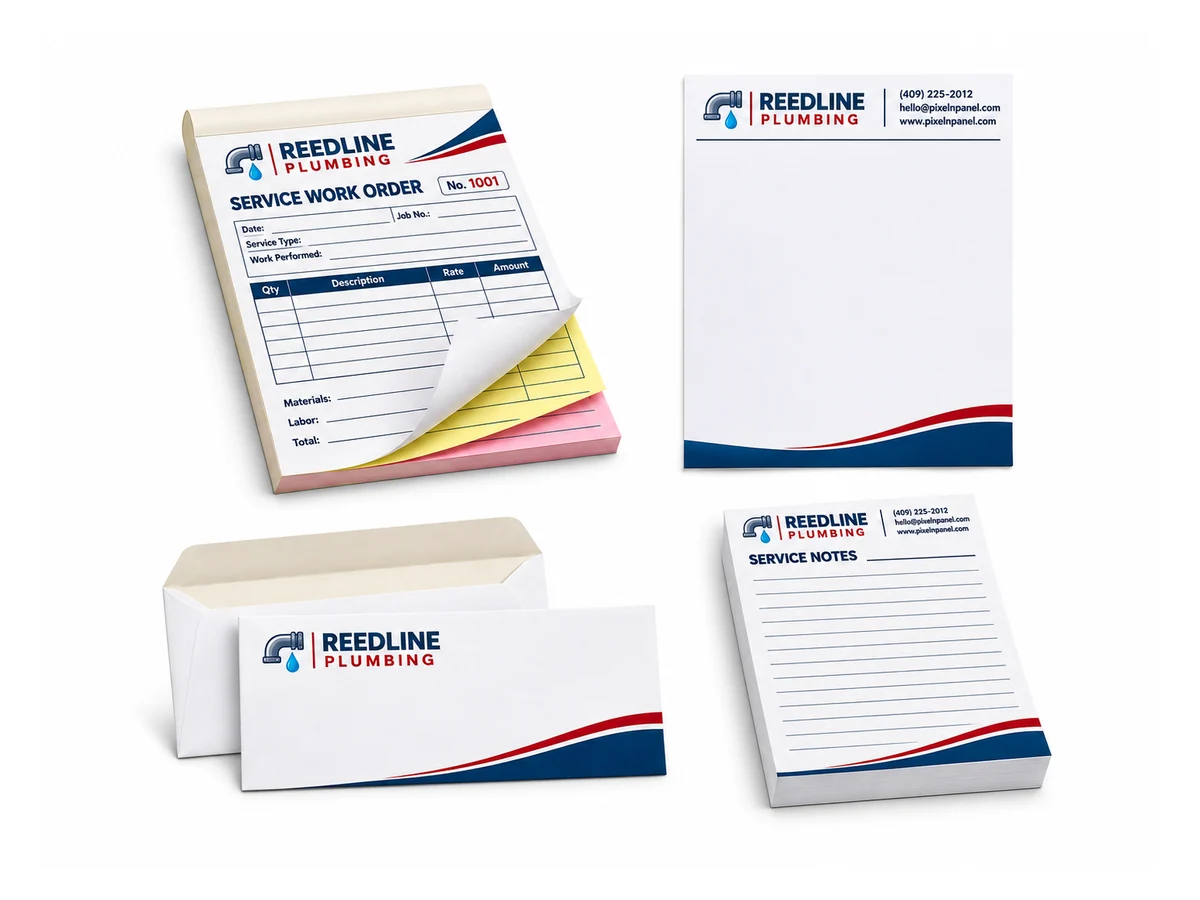 REEDLINE
PLUMBING
SERVICE WORK ORDER
No. 1001
Date:
Job No.:
Service Type:
Work Performed:
Qty Description Rate Amount
Materials:
Labor:
Total:
REEDLINE
PLUMBING
(409) 225-2012
hello@pixelnpanel.com
www.pixelnpanel.com
REEDLINE
PLUMBING
REEDLINE
PLUMBING
(409) 225-2012
hello@pixelnpanel.com
www.pixelnpanel.com
SERVICE NOTES